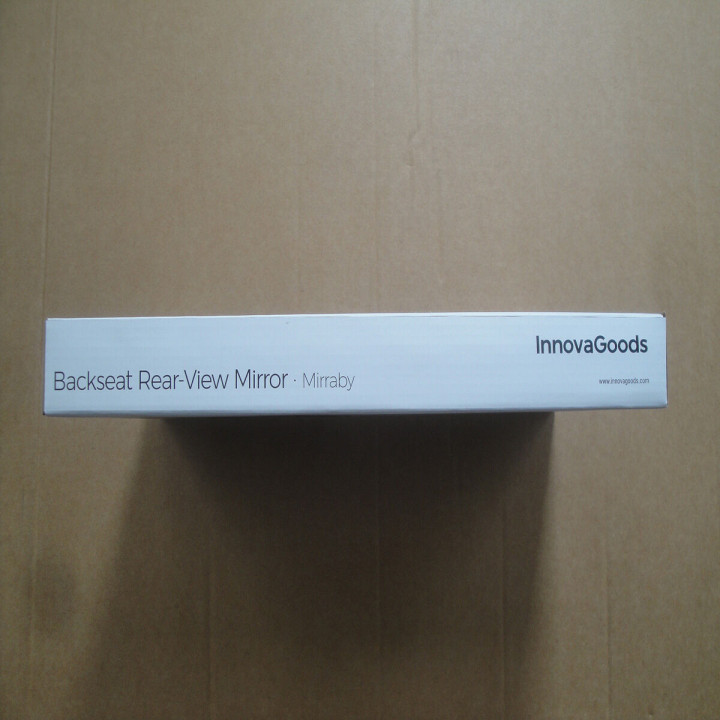 InnovaGoods
Backseat Rear-View Mirror · Mirraby
www.innovagoods.com